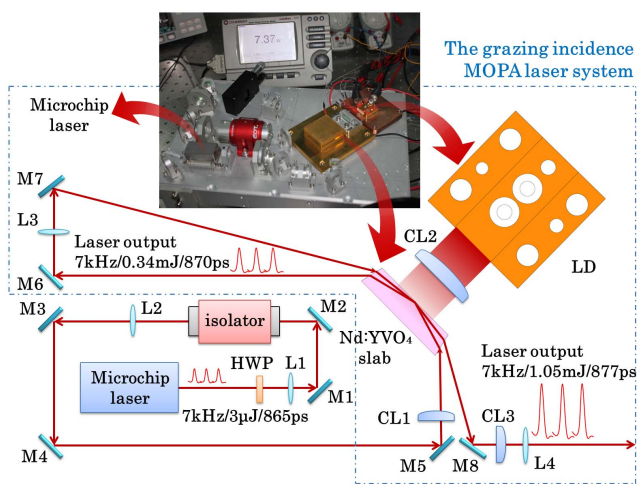 The grazing incidence
MOPA laser system
7.37
Microchip
laser
M7
L3
Laser output
7kHz/0.34mJ/870ps
M6
CL2
LD
M3
L2
isolator
M2
Nd:YVO₄
slab
Microchip
laser
HWP
L1
M1
7kHz/3μJ/865ps
CL1
Laser output
7kHz/1.05mJ/877ps
CL3
M4
M5
M8
L4